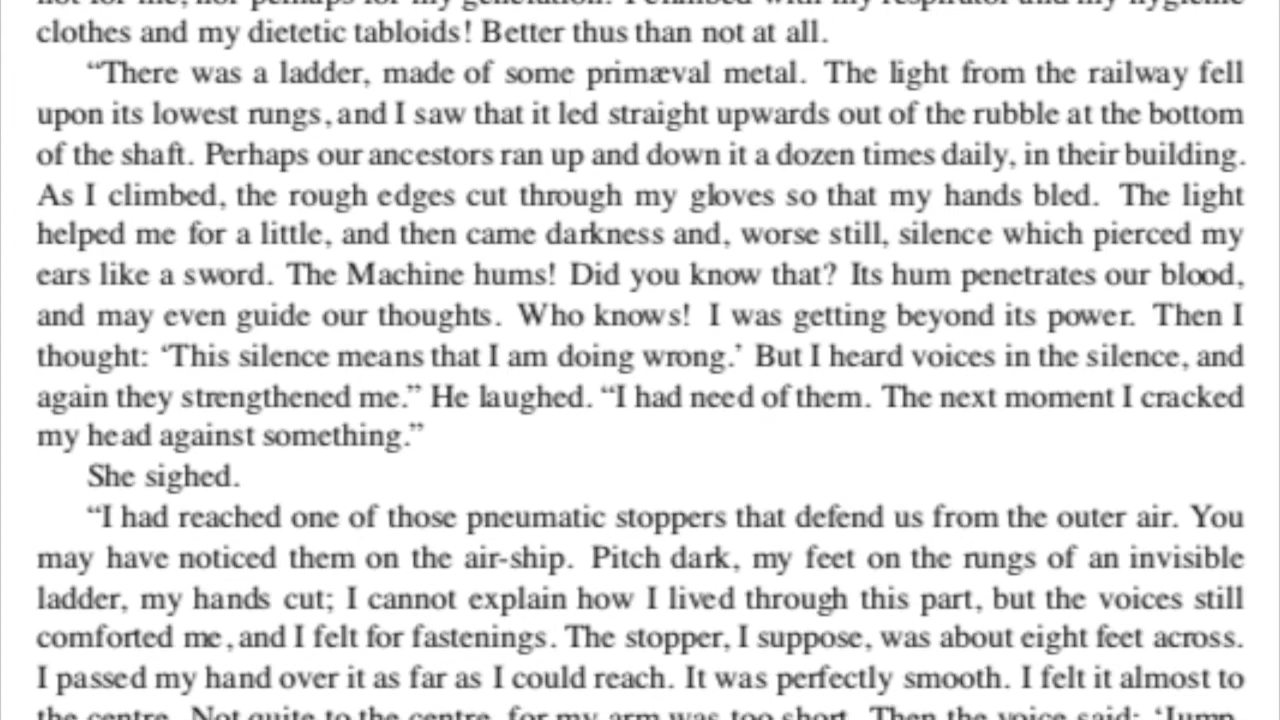 not for me, nor perhaps for my generation. I climbed with my respirator and my hygienic
clothes and my dietetic tabloids! Better thus than not at all.
“There was a ladder, made of some primæval metal. The light from the railway fell
upon its lowest rungs, and I saw that it led straight upwards out of the rubble at the bottom
of the shaft. Perhaps our ancestors ran up and down it a dozen times daily, in their building.
As I climbed, the rough edges cut through my gloves so that my hands bled. The light
helped me for a little, and then came darkness and, worse still, silence which pierced my
ears like a sword. The Machine hums! Did you know that? Its hum penetrates our blood,
and may even guide our thoughts. Who knows! I was getting beyond its power. Then I
thought: ‘This silence means that I am doing wrong.’ But I heard voices in the silence, and
again they strengthened me.” He laughed. “I had need of them. The next moment I cracked
my head against something.”
She sighed.
“I had reached one of those pneumatic stoppers that defend us from the outer air. You
may have noticed them on the air-ship. Pitch dark, my feet on the rungs of an invisible
ladder, my hands cut; I cannot explain how I lived through this part, but the voices still
comforted me, and I felt for fastenings. The stopper, I suppose, was about eight feet across.
I passed my hand over it as far as I could reach. It was perfectly smooth. I felt it almost to
the centre. Not quite to the centre, for my arm was too short. Then the voice said: ‘Jump.